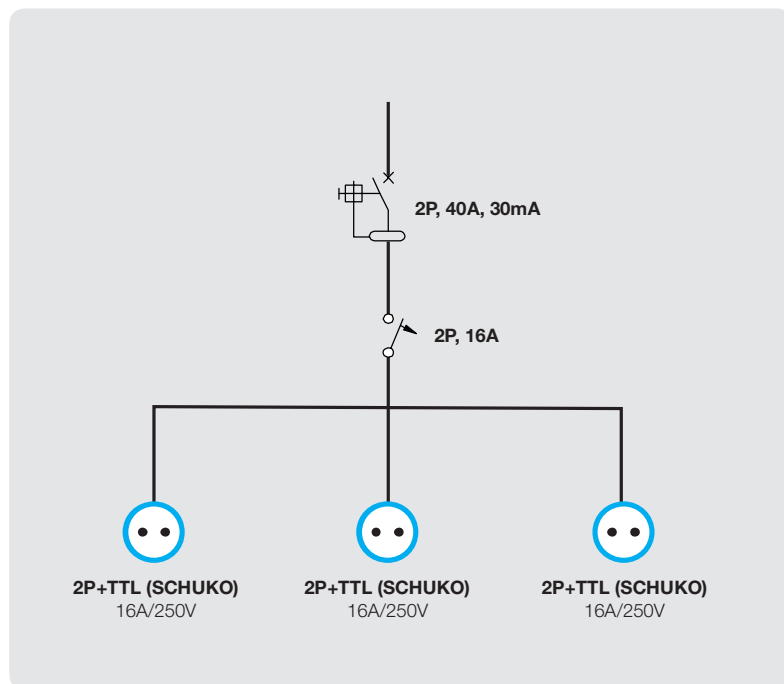 2P, 40A, 30mA
2P, 16A
2P+TTL (SCHUKO)
16A/250V
2P+TTL (SCHUKO)
16A/250V
2P+TTL (SCHUKO)
16A/250V